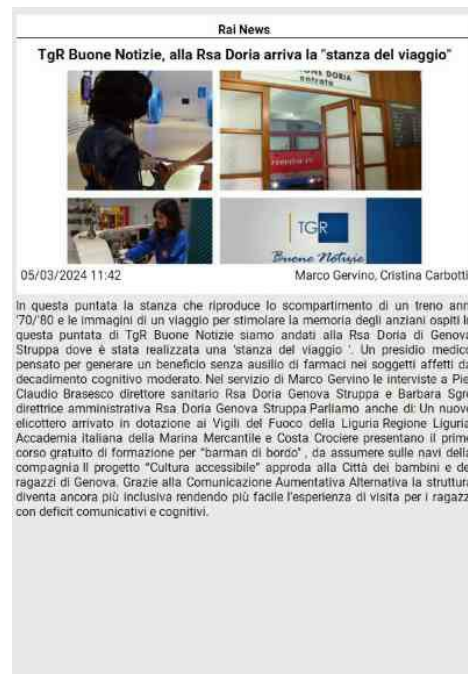 Rai News
TgR Buone Notizie, alla Rsa Doria arriva la "stanza del viaggio"
ONE DORIA
entrata
TGR
Buone Notizie
05/03/2024 11:42
Marco Gervino, Cristina Carbotti
In questa puntata la stanza che riproduce lo scompartimento di un treno ann
'70/'80 e le immagini di un viaggio per stimolare la memoria degli anziani ospiti In
questa puntata di TgR Buone Notizie siamo andati alla Rsa Doria di Genova
Struppa dove è stata realizzata una 'stanza del viaggio '. Un presidio medico
pensato per generare un beneficio senza ausilio di farmaci nei soggetti affetti da
decadimento cognitivo moderato. Nel servizio di Marco Gervino le interviste a Pie
Claudio Brasesco direttore sanitario Rsa Doria Genova Struppa e Barbara Sgro
direttrice amministrativa Rsa Doria Genova Struppa Parliamo anche di: Un nuovo
elicottero arrivato in dotazione ai Vigili del Fuoco della Liguria Regione Liguria,
Accademia italiana della Marina Mercantile e Costa Crociere presentano il primo
corso gratuito di formazione per "barman di bordo" , da assumere sulle navi della
compagnia Il progetto "Cultura accessibile" approda alla Città dei bambini e de
ragazzi di Genova. Grazie alla Comunicazione Aumentativa Alternativa la struttura
diventa ancora più inclusiva rendendo più facile l'esperienza di visita per i ragazz
con deficit comunicativi e cognitivi.